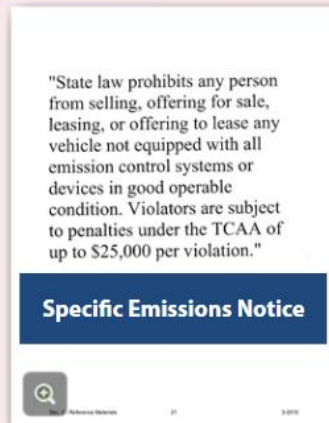 "State law prohibits any person
from selling, offering for sale,
leasing, or offering to lease any
vehicle not equipped with all
emission control systems or
devices in good operable
condition. Violators are subject
to penalties under the TCAA of
up to $25,000 per violation."
Specific Emissions Notice
Reference Materials 21 3-2015